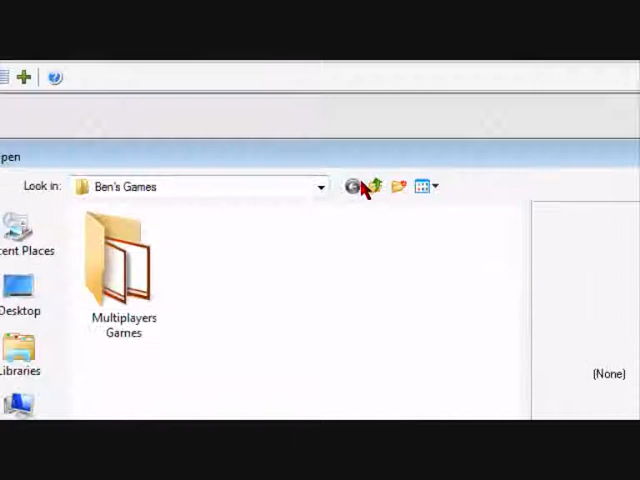 pen
Look in:
Ben's Games
cent Places
Desktop
Libraries
Multiplayers
Games
(None)